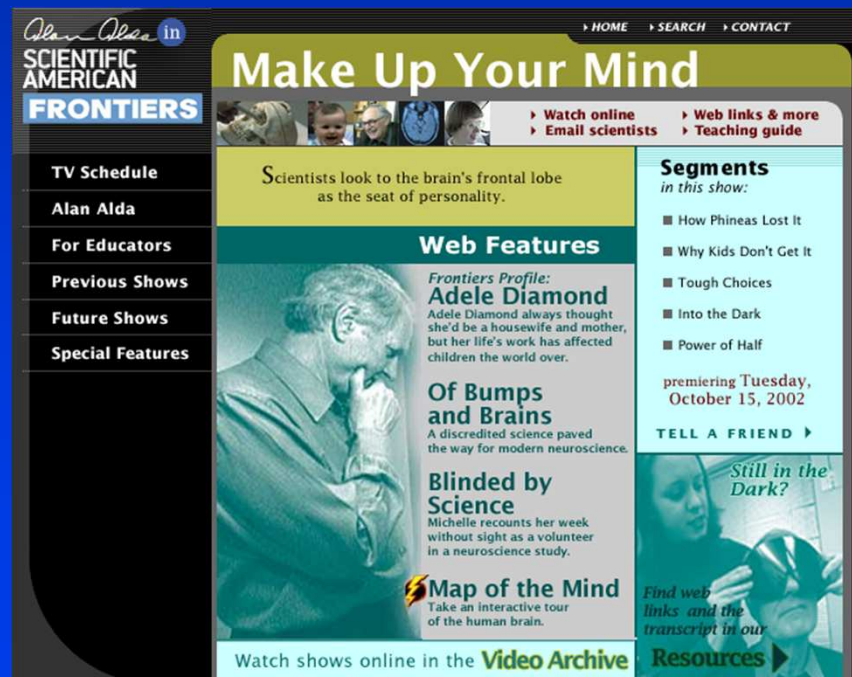 Alan Alda in
SCIENTIFIC
AMERICAN
FRONTIERS
HOME SEARCH CONTACT
Make Up Your Mind
Watch online
Email scientists
Web links & more
Teaching guide
TV Schedule
Alan Alda
For Educators
Previous Shows
Future Shows
Special Features
Scientists look to the brain's frontal lobe
as the seat of personality.
Web Features
Frontiers Profile:
Adele Diamond
Adele Diamond always thought
she'd be a housewife and mother,
but her life's work has affected
children the world over.
Of Bumps
and Brains
A discredited science paved
the way for modern neuroscience.
Blinded by
Science
Michelle recounts her week
without sight as a volunteer
in a neuroscience study.
Map of the Mind
Take an interactive tour
of the human brain.
Watch shows online in the Video Archive
Segments
in this show:
How Phineas Lost It
Why Kids Don't Get It
Tough Choices
Into the Dark
Power of Half
premiering Tuesday,
October 15, 2002
TELL A FRIEND
Still in the
Dark?
Find web
links and the
transcript in our
Resources